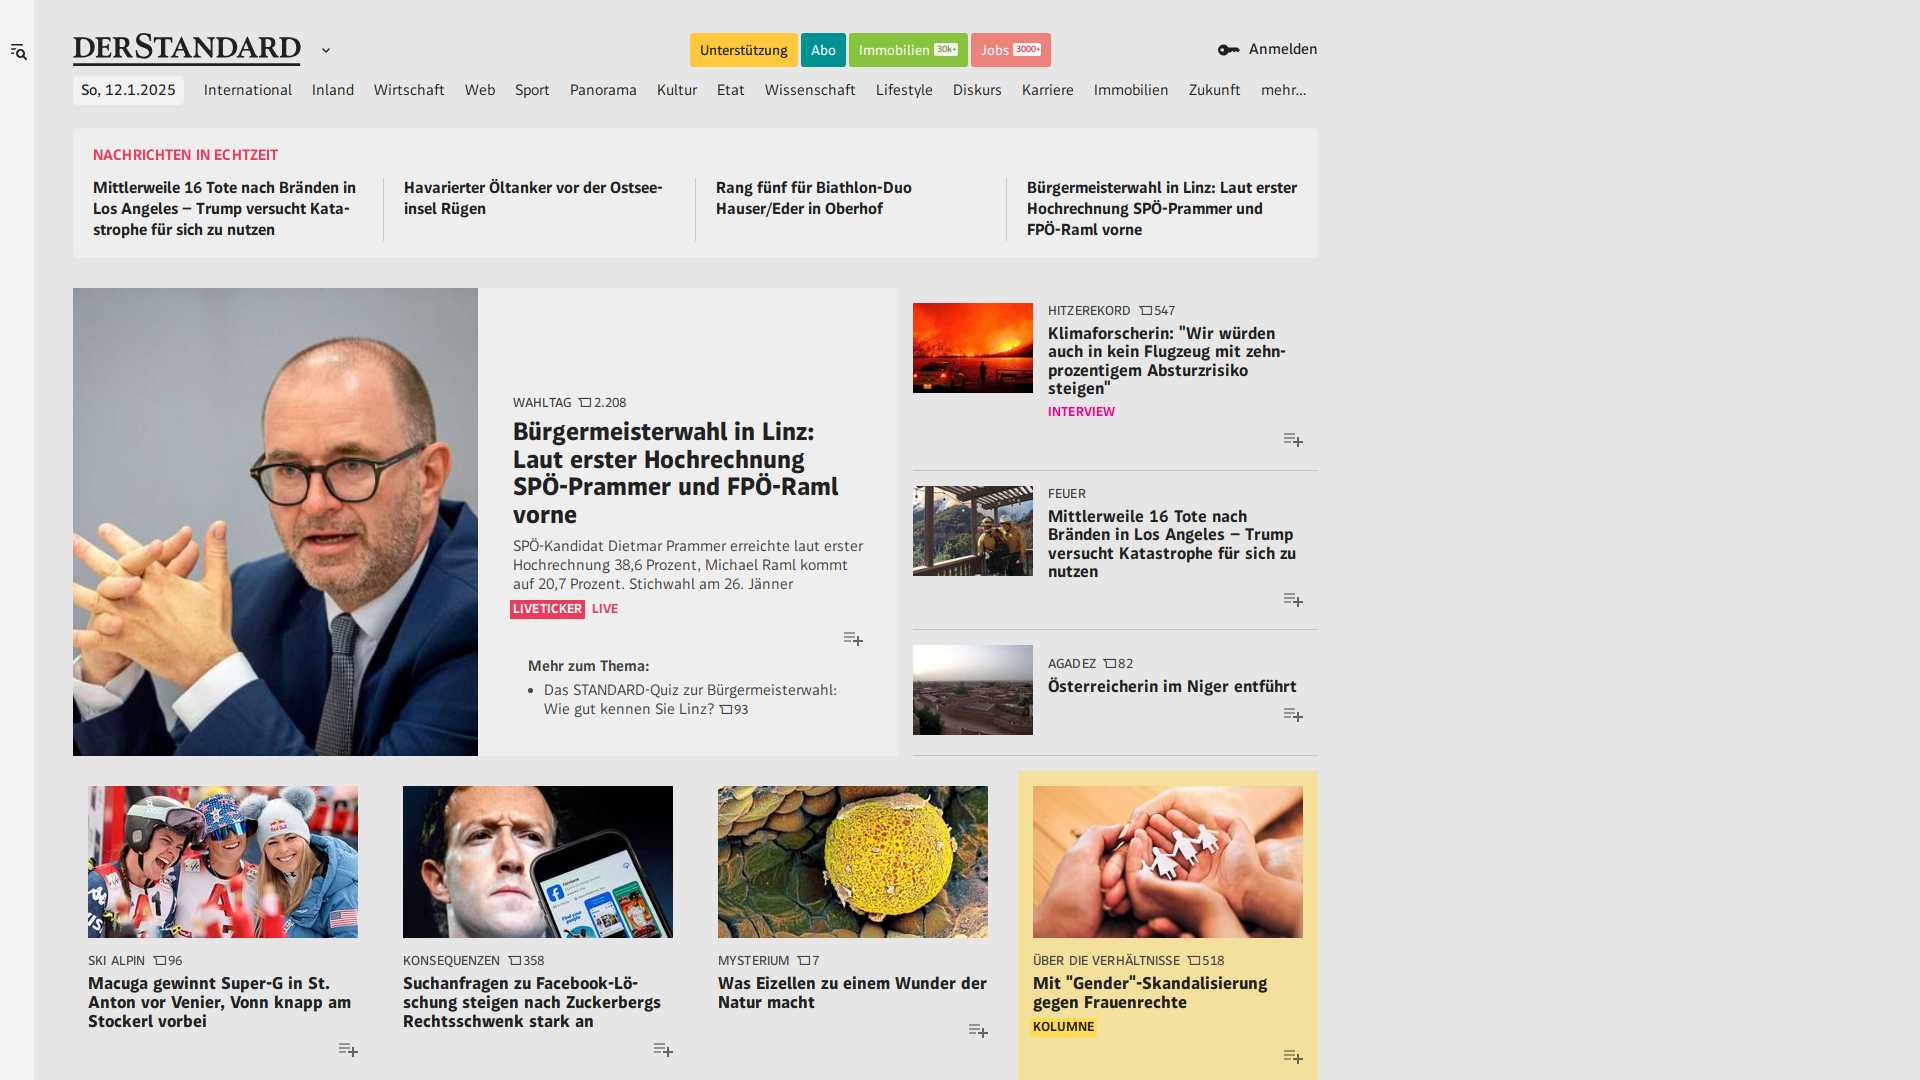 DERSTANDARD
Unterstützung
Abo
Immobilien 30k+
Jobs 3000+
Anmelden
So, 12.1.2025
International
Inland
Wirtschaft
Web
Sport
Panorama
Kultur
Etat
Wissenschaft
Lifestyle
Diskurs
Karriere
Immobilien
Zukunft
mehr...
NACHRICHTEN IN ECHTZEIT
Mittlerweile 16 Tote nach Bränden in
Los Angeles – Trump versucht Kata-
strophe für sich zu nutzen
Havarierter Öltanker vor der Ostsee-
insel Rügen
Rang fünf für Biathlon-Duo
Hauser/Eder in Oberhof
Bürgermeisterwahl in Linz: Laut erster
Hochrechnung SPÖ-Prammer und
FPÖ-Raml vorne
WAHLTAG 2.208
Bürgermeisterwahl in Linz:
Laut erster Hochrechnung
SPÖ-Prammer und FPÖ-Raml
vorne
SPÖ-Kandidat Dietmar Prammer erreichte laut erster
Hochrechnung 38,6 Prozent, Michael Raml kommt
auf 20,7 Prozent. Stichwahl am 26. Jänner
LIVETICKER LIVE
Mehr zum Thema:
• Das STANDARD-Quiz zur Bürgermeisterwahl:
Wie gut kennen Sie Linz? 93
HITZEREKORD 547
Klimaforscherin: "Wir würden
auch in kein Flugzeug mit zehn-
prozentigem Absturzrisiko
steigen"
INTERVIEW
FEUER
Mittlerweile 16 Tote nach
Bränden in Los Angeles – Trump
versucht Katastrophe für sich zu
nutzen
AGADEZ 82
Österreicherin im Niger entführt
SKI ALPIN 96
Macuga gewinnt Super-G in St.
Anton vor Venier, Vonn knapp am
Stockerl vorbei
KONSEQUENZEN 358
Suchanfragen zu Facebook-Lö-
schung steigen nach Zuckerbergs
Rechtsschwenk stark an
MYSTERIUM 7
Was Eizellen zu einem Wunder der
Natur macht
ÜBER DIE VERHÄLTNISSE 518
Mit "Gender"-Skandalisierung
gegen Frauenrechte
KOLUMNE